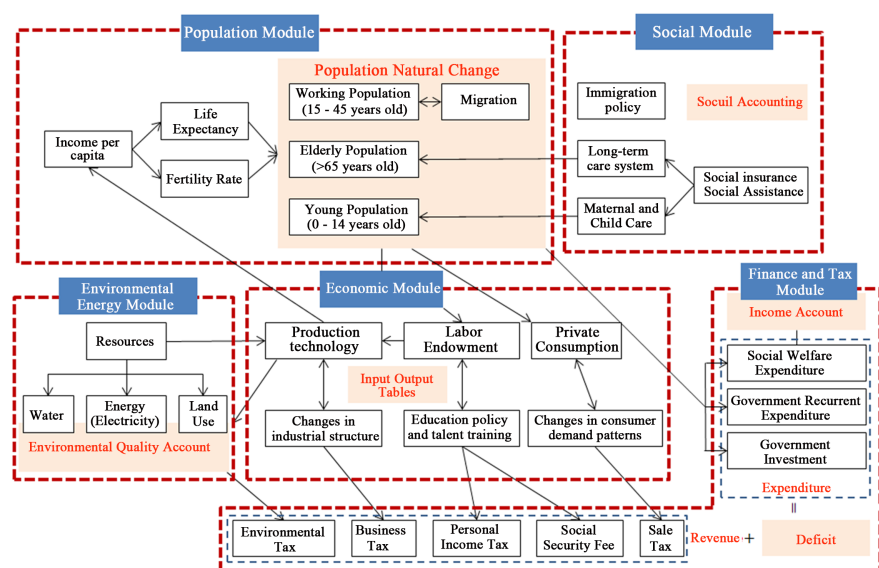 Population Module
Social Module
Population Natural Change
Working Population
(15 - 45 years old)
Migration
Immigration
policy
Socuil Accounting
Life
Expectancy
Income per
capita
Fertility Rate
Elderly Population
(>65 years old)
Long-term
care system
Social insurance
Social Assistance
Young Population
(0 - 14 years old)
Maternal and
Child Care
Environmental
Energy Module
Economic Module
Finance and Tax
Module
Income Account
Resources
Production
technology
Labor
Endowment
Private
Consumption
Social Welfare
Expenditure
Input Output
Tables
Water
Energy
(Electricity)
Land
Use
Environmental Quality Account
Changes in
industrial structure
Education policy
and talent training
Changes in consumer
demand patterns
Government Recurrent
Expenditure
Government
Investment
Expenditure
=
Environmental
Tax
Business
Tax
Personal
Income Tax
Social
Security Fee
Sale
Tax
Revenue +
Deficit